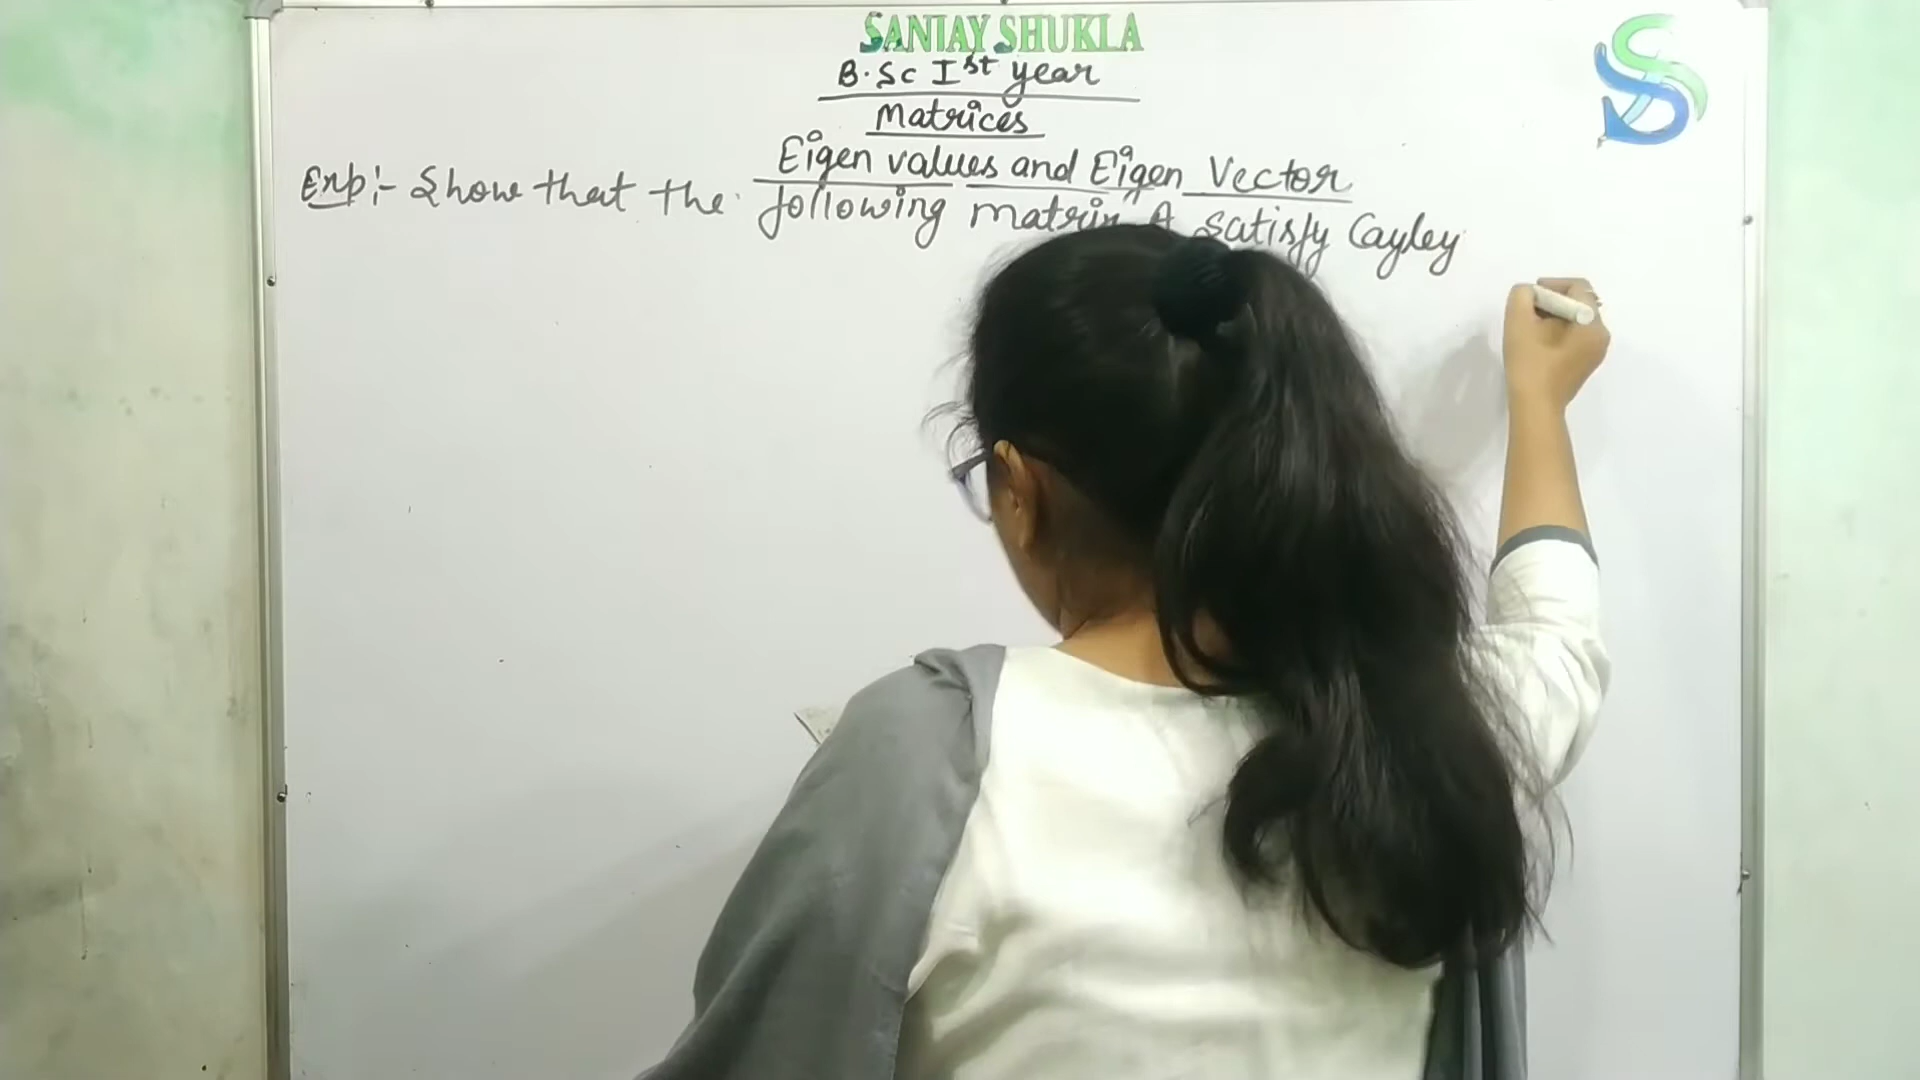 SANJAY SHUKLA
B.Sc Ist year
Matrices
Eigen values and Eigen Vector
Exp:- Show that the following matrix A satisfy Cayley